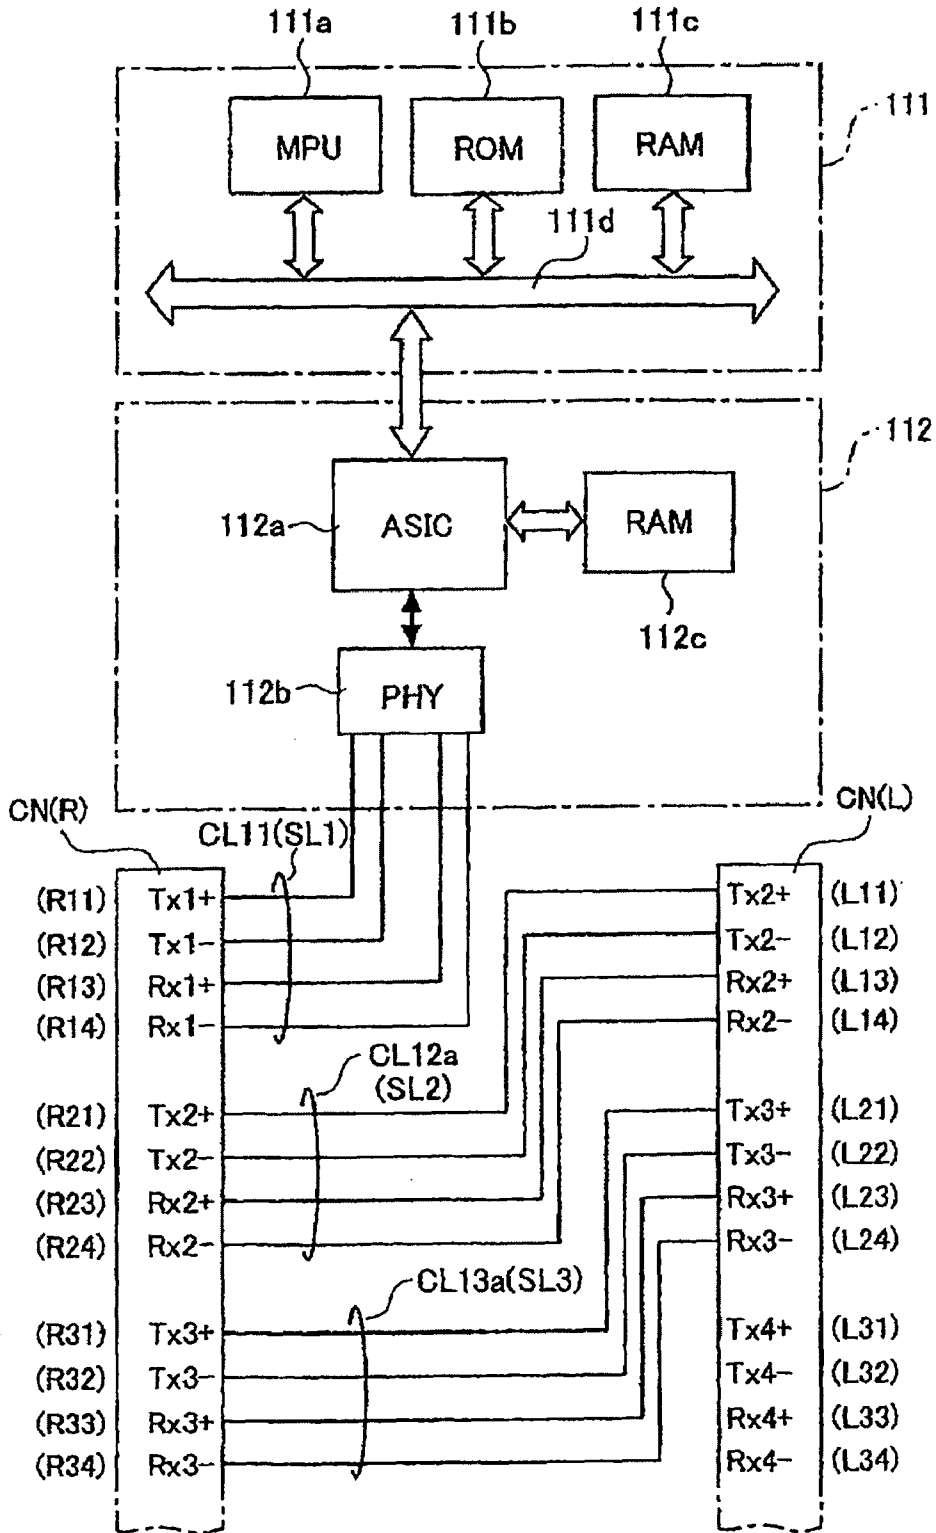 111a
111b
111c
111
MPU
ROM
RAM
111d
112
112a
ASIC
RAM
112c
112b
PHY
CN(R)
CN(L)
CL11(SL1)
(R11) Tx1+
(R12) Tx1-
(R13) Rx1+
(R14) Rx1-
Tx2+ (L11)
Tx2- (L12)
Rx2+ (L13)
Rx2- (L14)
CL12a
(SL2)
(R21) Tx2+
(R22) Tx2-
(R23) Rx2+
(R24) Rx2-
Tx3+ (L21)
Tx3- (L22)
Rx3+ (L23)
Rx3- (L24)
CL13a(SL3)
(R31) Tx3+
(R32) Tx3-
(R33) Rx3+
(R34) Rx3-
Tx4+ (L31)
Tx4- (L32)
Rx4+ (L33)
Rx4- (L34)